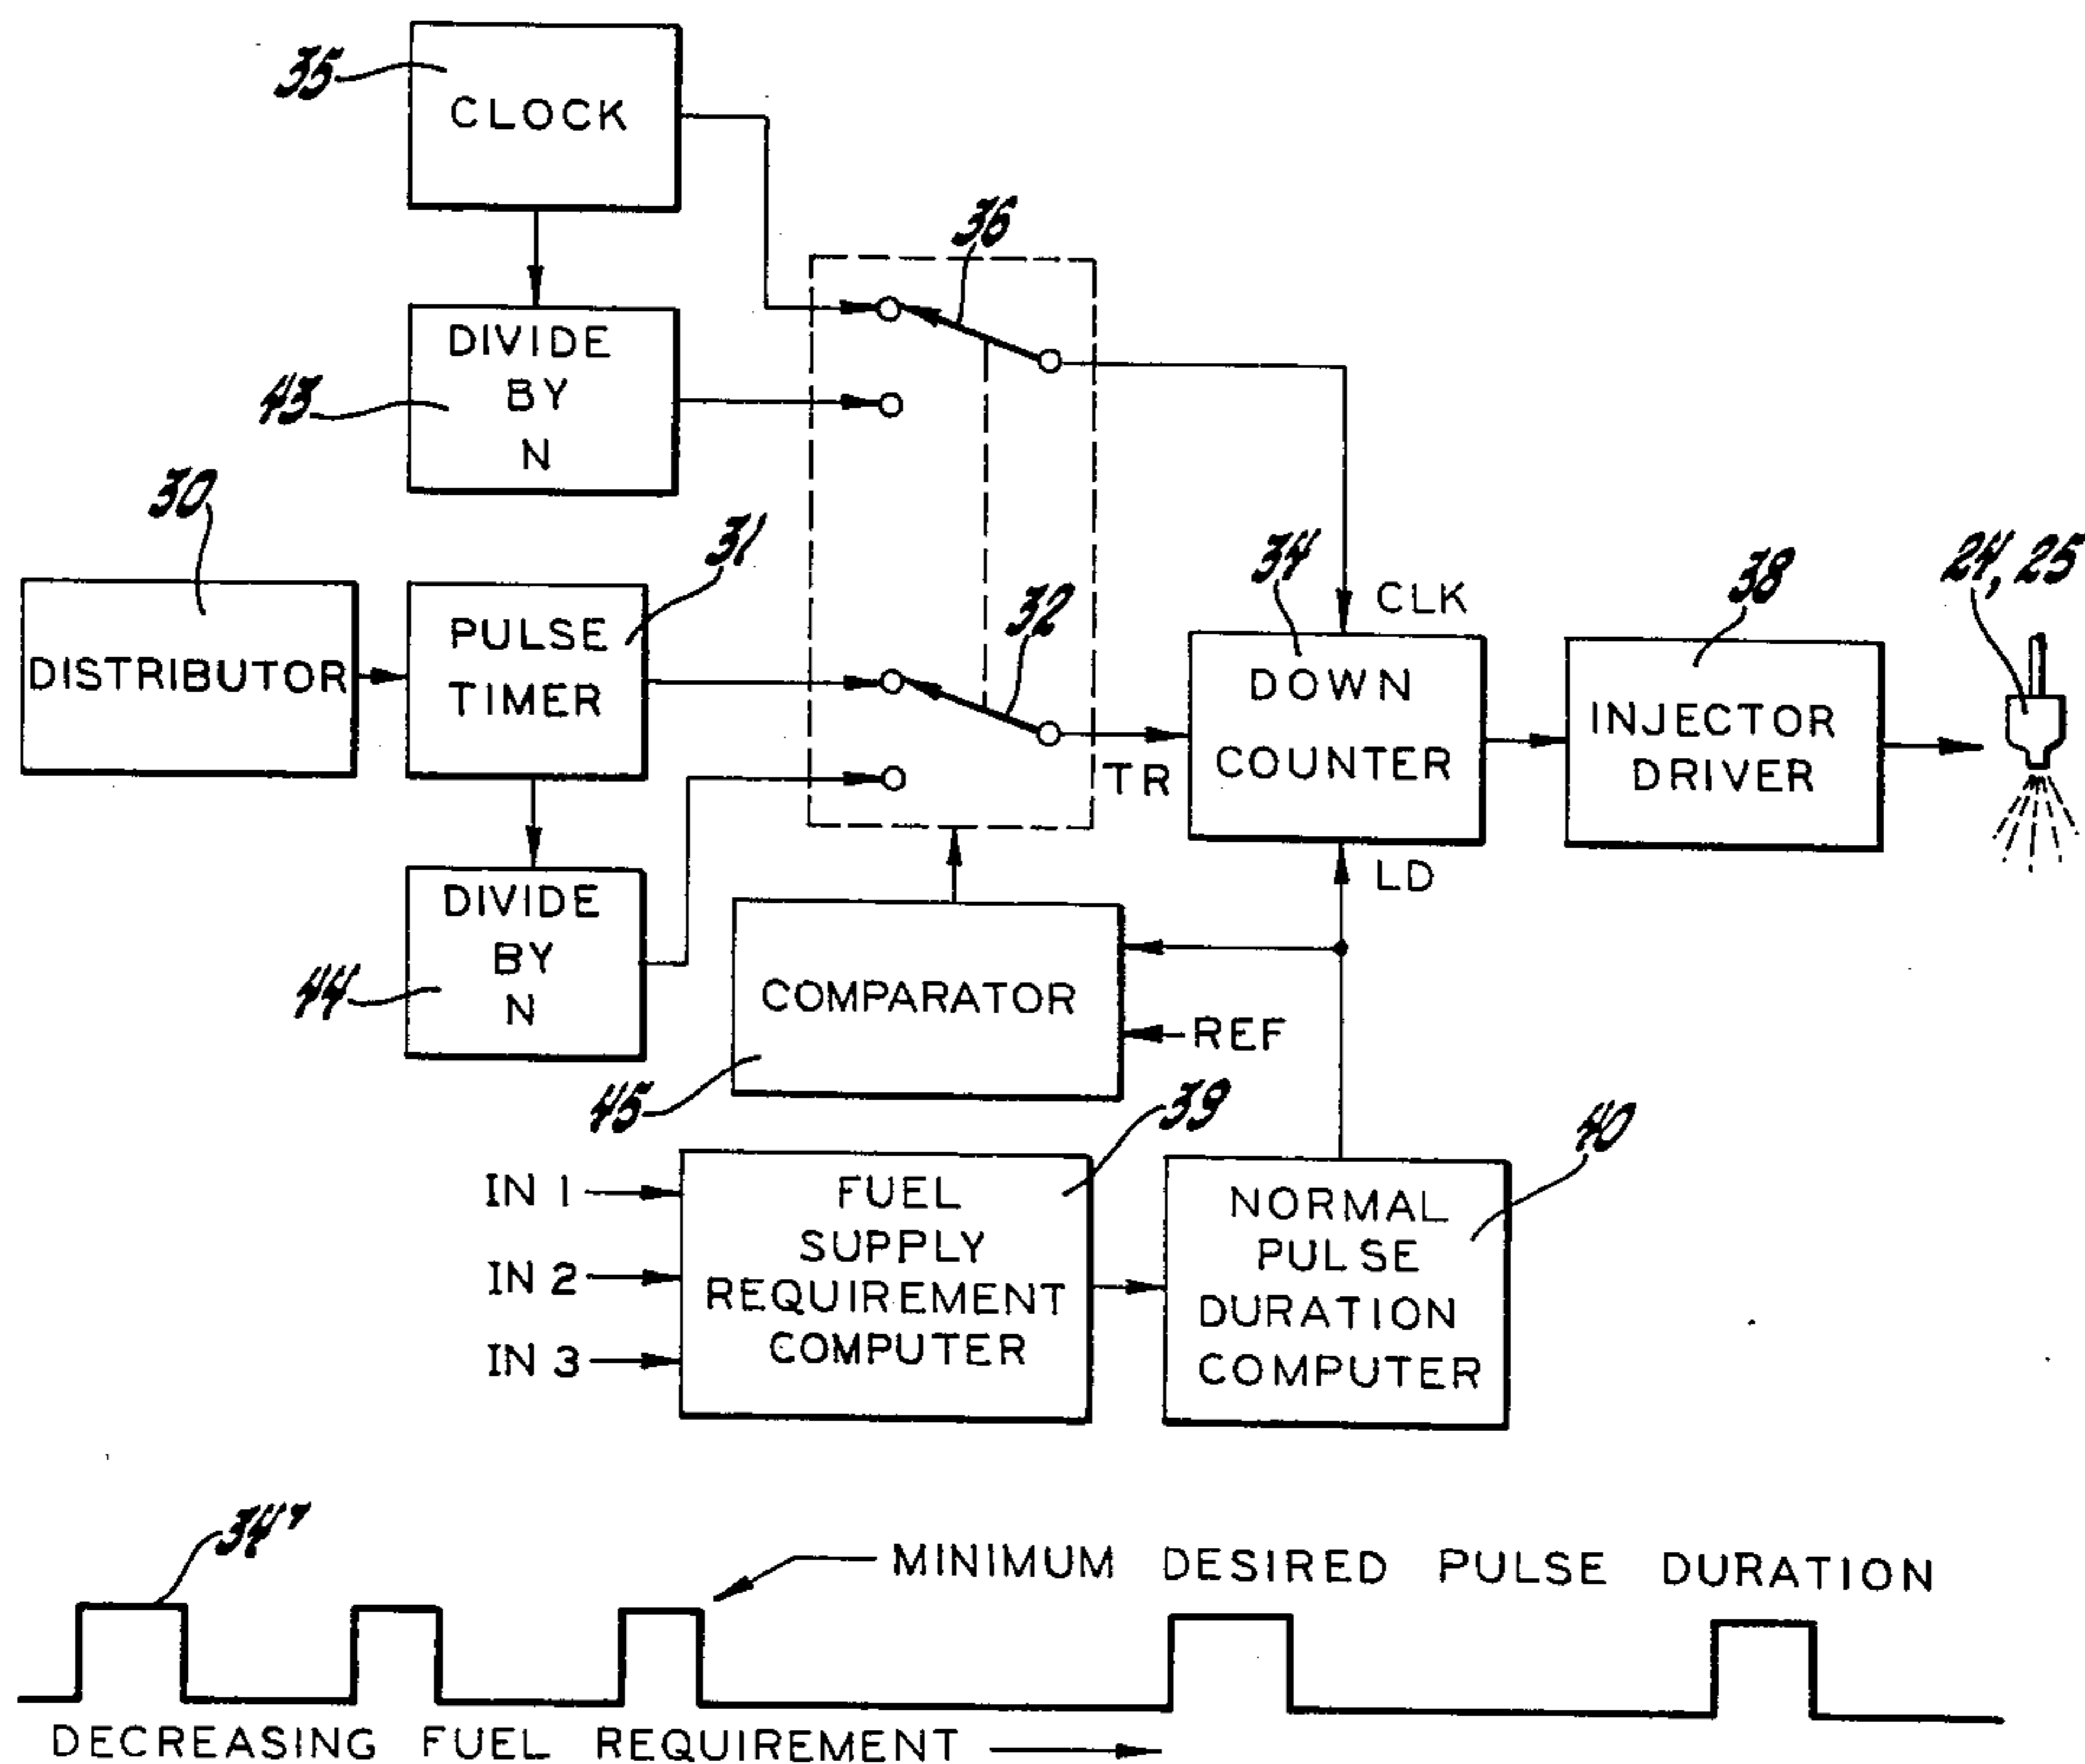 35
CLOCK
36
DIVIDE
BY
N
43
30
31
32
34
CLK
38
24, 25
DISTRIBUTOR
PULSE
TIMER
DOWN
COUNTER
TR
INJECTOR
DRIVER
LD
DIVIDE
BY
N
44
COMPARATOR
REF
45
39
40
IN 1
IN 2
IN 3
FUEL
SUPPLY
REQUIREMENT
COMPUTER
NORMAL
PULSE
DURATION
COMPUTER
34'
MINIMUM DESIRED PULSE DURATION
DECREASING FUEL REQUIREMENT